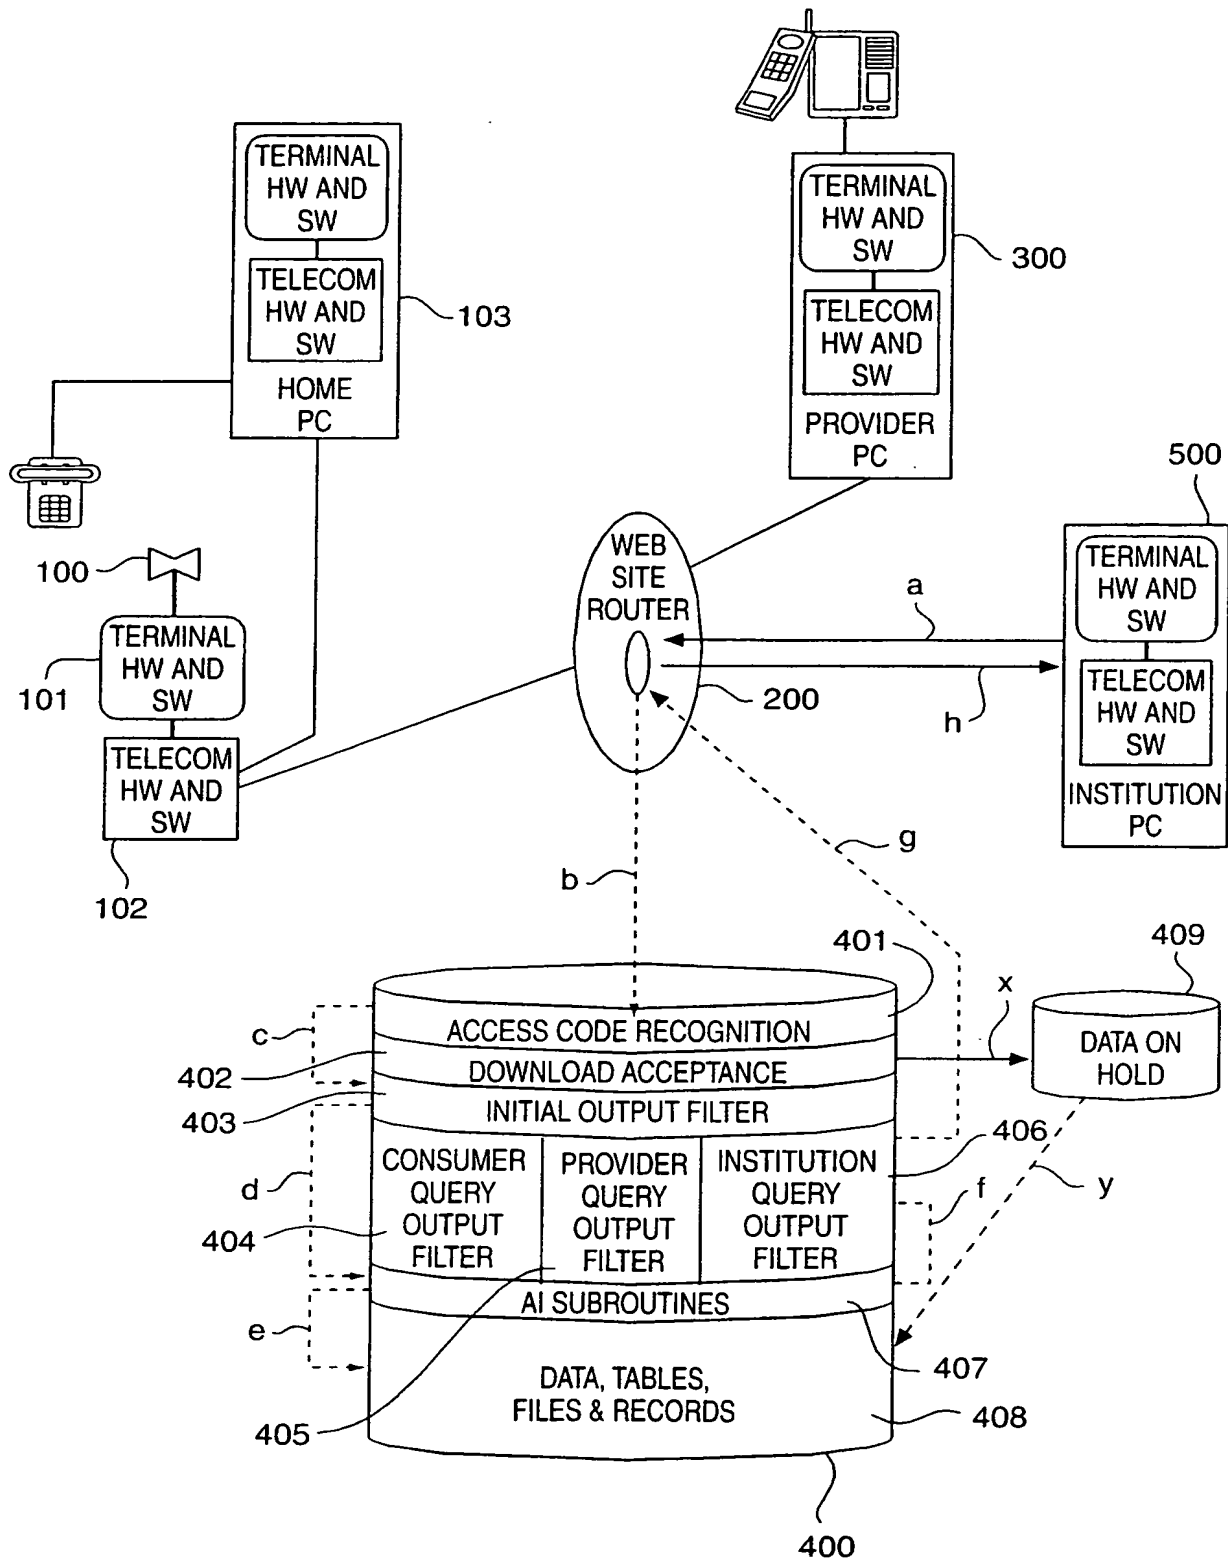 TERMINAL
HW AND
SW
TELECOM
HW AND
SW
HOME
PC
103
TERMINAL
HW AND
SW
TELECOM
HW AND
SW
PROVIDER
PC
300
500
TERMINAL
HW AND
SW
TELECOM
HW AND
SW
INSTITUTION
PC
100
TERMINAL
HW AND
SW
101
TELECOM
HW AND
SW
102
WEB
SITE
ROUTER
200
a
h
b
g
401
409
x
c
ACCESS CODE RECOGNITION
DATA ON
HOLD
402
DOWNLOAD ACCEPTANCE
403
INITIAL OUTPUT FILTER
406
d
CONSUMER
QUERY
OUTPUT
FILTER
PROVIDER
QUERY
OUTPUT
FILTER
INSTITUTION
QUERY
OUTPUT
FILTER
f
y
404
AI SUBROUTINES
e
407
DATA, TABLES,
FILES & RECORDS
405
408
400